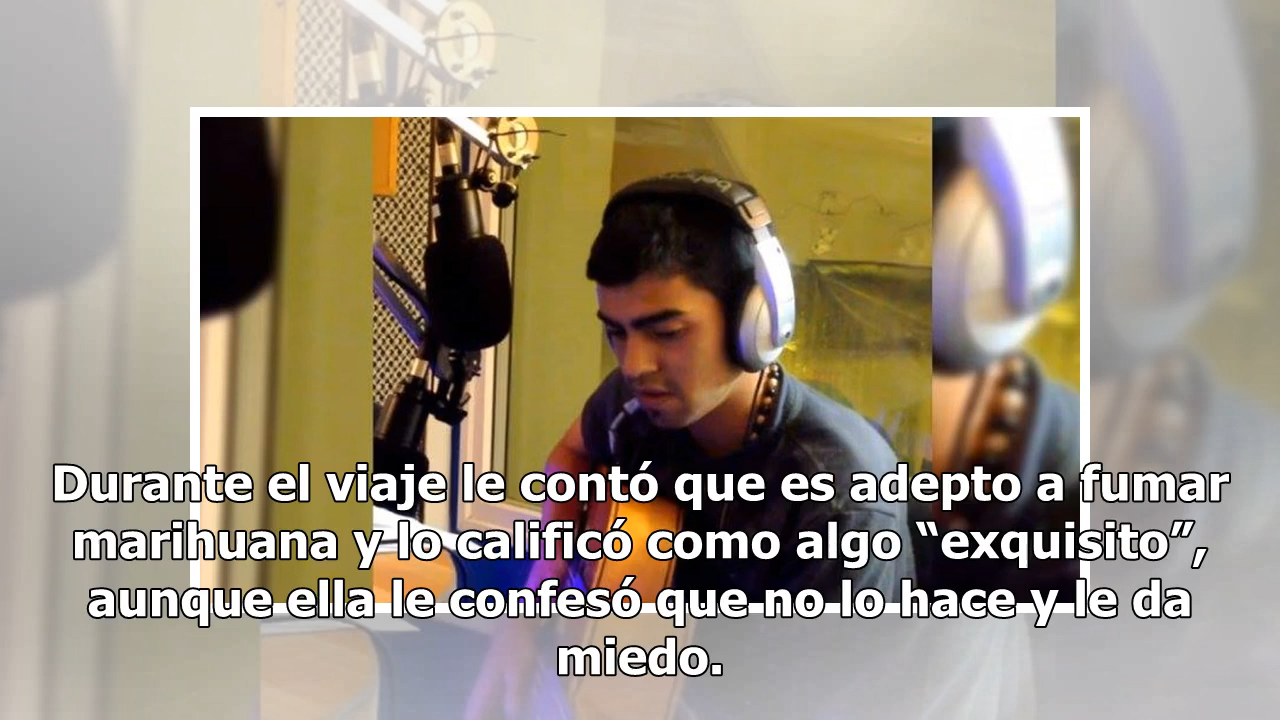 Durante el viaje le contó que es adepto a fumar
marihuana y lo calificó como algo “exquisito”,
aunque ella le confesó que no lo hace y le da
miedo.